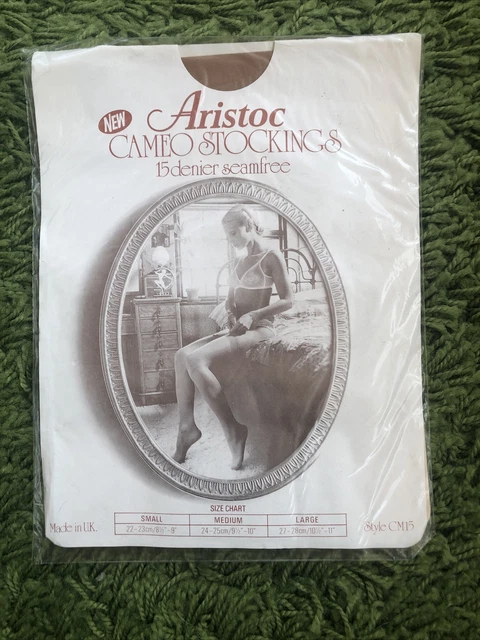 NEW
Aristoc
CAMEO STOCKINGS
15 denier seamfree
SIZE CHART
SMALL MEDIUM LARGE
22-23cm/8½"-9" 24-25cm/9½"-10" 27-28cm/10½"-11"
Made in U.K. Style CM15